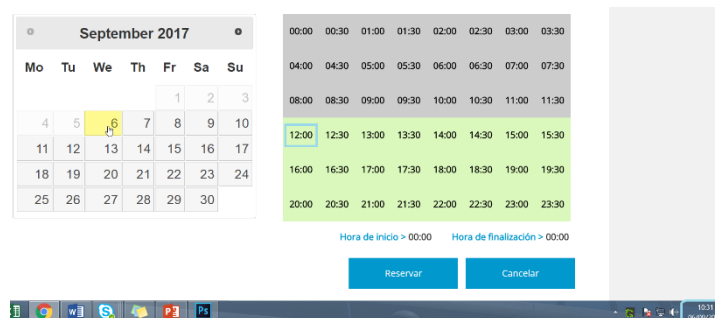 September 2017
Mo Tu We Th Fr Sa Su
1 2 3
4 5 6 7 8 9 10
11 12 13 14 15 16 17
18 19 20 21 22 23 24
25 26 27 28 29 30
00:00 00:30 01:00 01:30 02:00 02:30 03:00 03:30
04:00 04:30 05:00 05:30 06:00 06:30 07:00 07:30
08:00 08:30 09:00 09:30 10:00 10:30 11:00 11:30
12:00 12:30 13:00 13:30 14:00 14:30 15:00 15:30
16:00 16:30 17:00 17:30 18:00 18:30 19:00 19:30
20:00 20:30 21:00 21:30 22:00 22:30 23:00 23:30
Hora de inicio > 00:00 Hora de finalización > 00:00
Reservar Cancelar
10:31